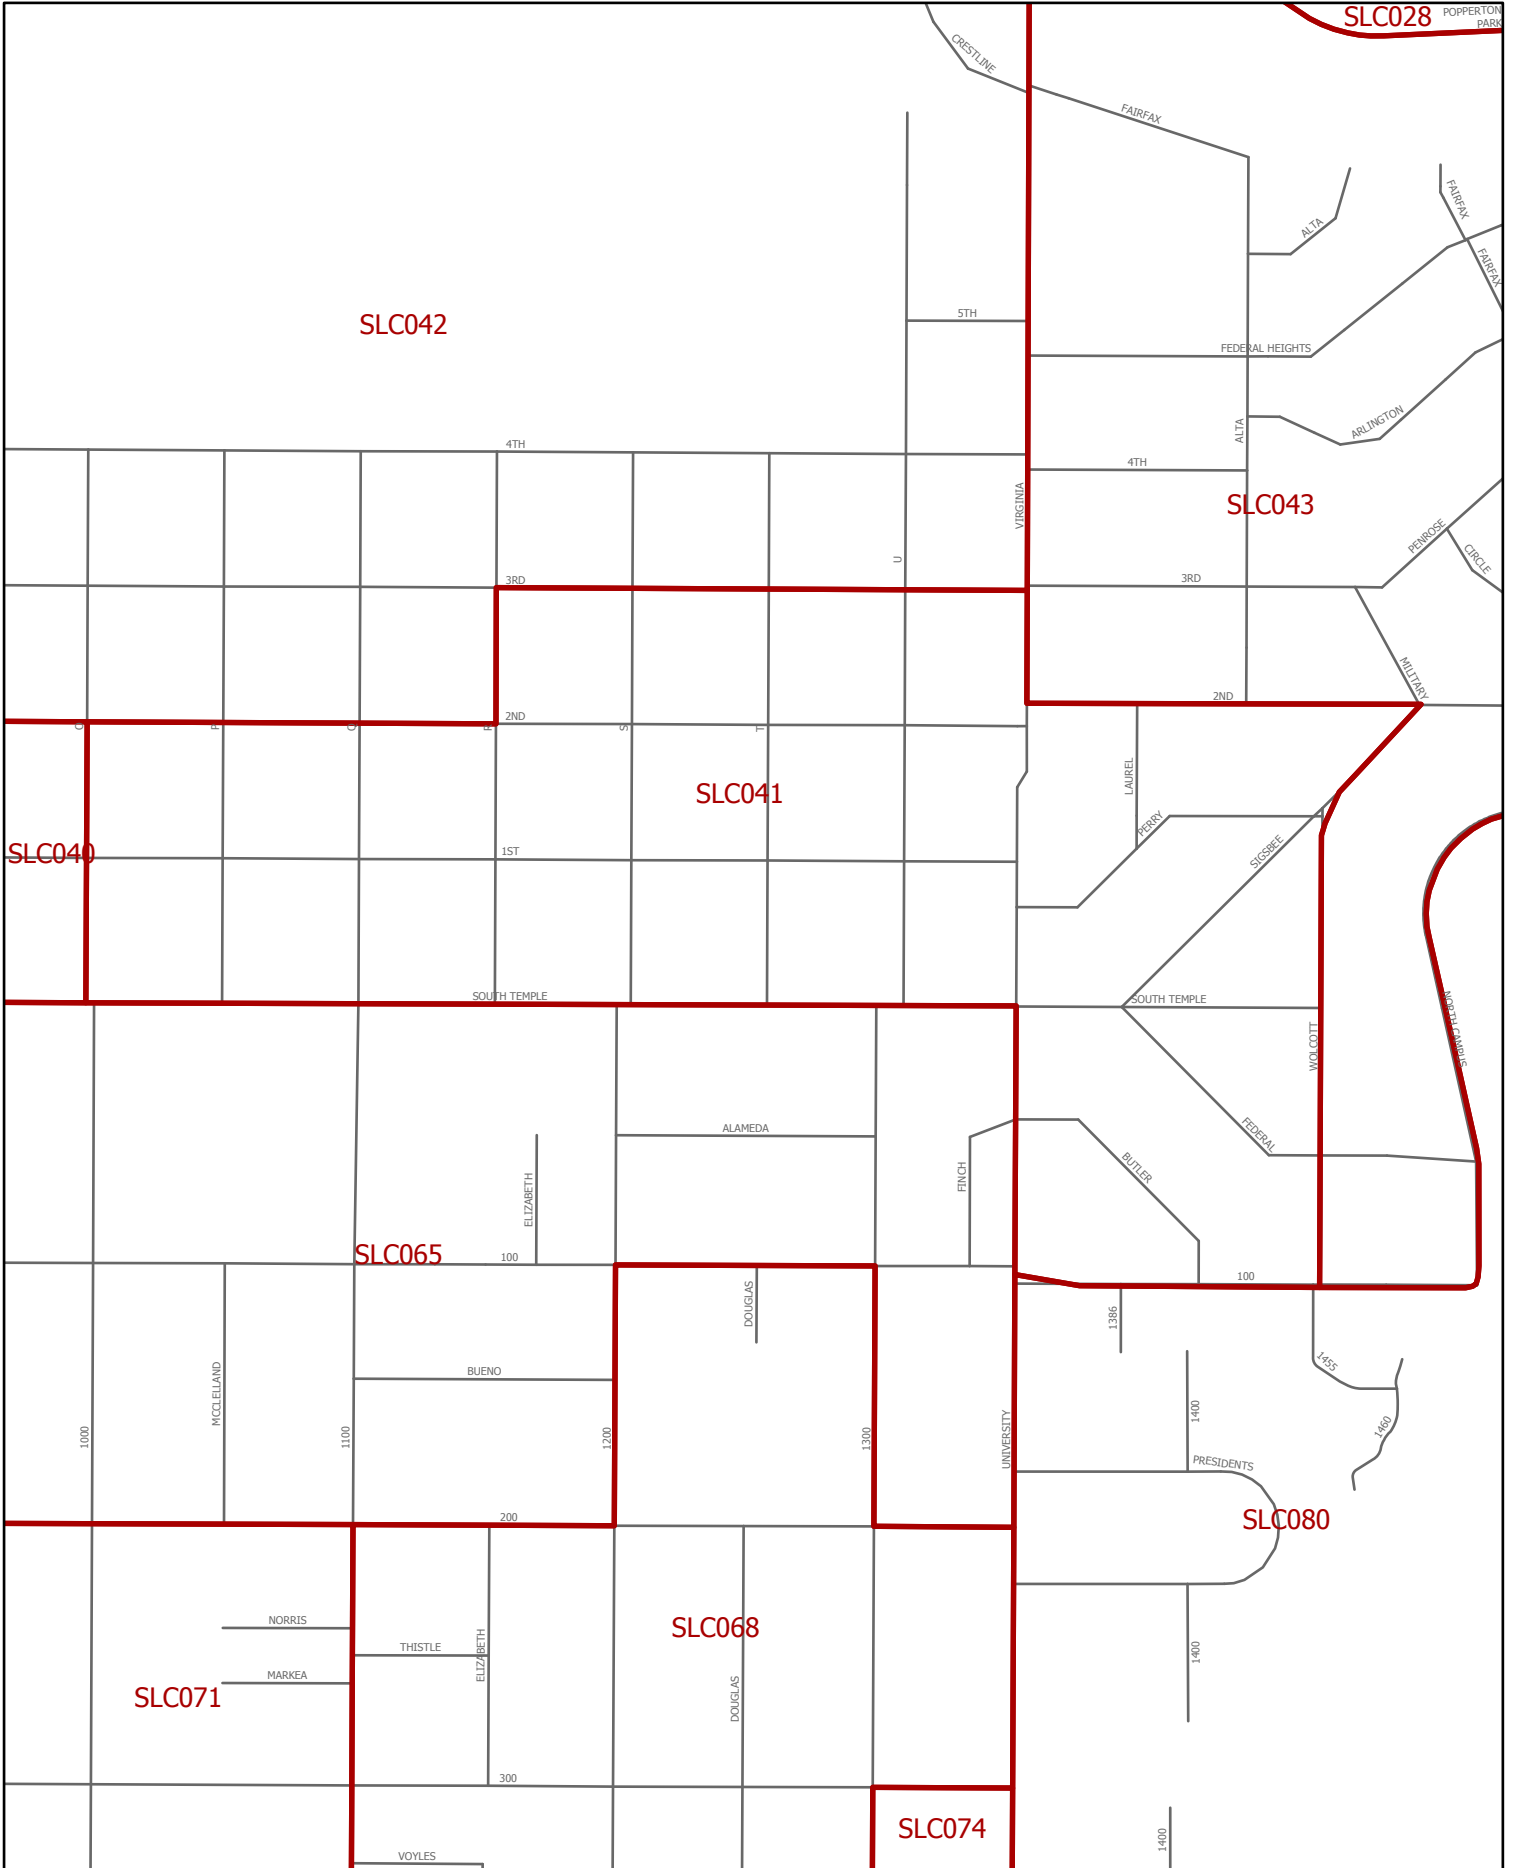 SLC028
POPPERTON
PARK
CRESTLINE
FAIRFAX
FAIRFAX
ALTA
FAIRFAX
SLC042
5TH
FEDERAL HEIGHTS
ALTA
ARLINGTON
4TH
4TH
VIRGINIA
SLC043
PENROSE
CIRCLE
U
3RD
3RD
MILITARY
2ND
2ND
O
P
Q
R
S
T
LAUREL
SLC041
PERRY
SIGSBEE
SLC040
1ST
SOUTH TEMPLE
SOUTH TEMPLE
WOLCOTT
NORTH CAMPUS
ALAMEDA
FEDERAL
ELIZABETH
FINCH
BUTLER
SLC065
100
100
DOUGLAS
1386
1455
BUENO
MCCLELLAND
1000
1100
1200
1300
UNIVERSITY
1400
1460
PRESIDENTS
200
SLC080
NORRIS
SLC068
THISTLE
ELIZABETH
1400
MARKEA
SLC071
DOUGLAS
300
SLC074
1400
VOYLES